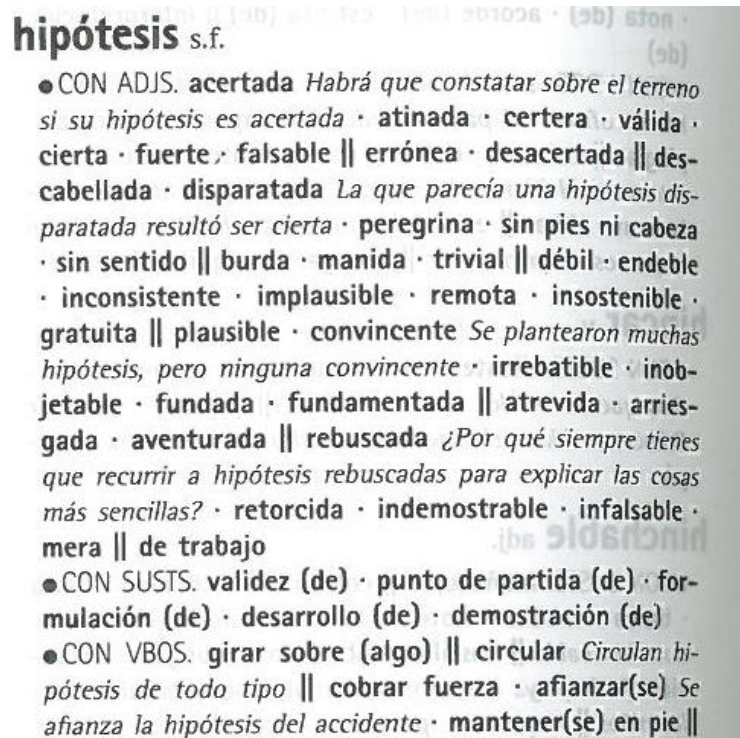 hipótesis s.f.
● CON ADJS. acertada Habrá que constatar sobre el terreno
si su hipótesis es acertada · atinada · certera · válida ·
cierta · fuerte · falsable || errónea · desacertada || des-
cabellada · disparatada La que parecía una hipótesis dis-
paratada resultó ser cierta · peregrina · sin pies ni cabeza
· sin sentido || burda · manida · trivial || débil · endeble
· inconsistente · implausible · remota · insostenible ·
gratuita || plausible · convincente Se plantearon muchas
hipótesis, pero ninguna convincente · irrebatible · inob-
jetable · fundada · fundamentada || atrevida · arries-
gada · aventurada || rebuscada ¿Por qué siempre tienes
que recurrir a hipótesis rebuscadas para explicar las cosas
más sencillas? · retorcida · indemostrable · infalsable ·
mera || de trabajo
● CON SUSTS. validez (de) · punto de partida (de) · for-
mulación (de) · desarrollo (de) · demostración (de)
● CON VBOS. girar sobre (algo) || circular Circulan hi-
pótesis de todo tipo || cobrar fuerza · afianzar(se) Se
afianza la hipótesis del accidente · mantener(se) en pie ||